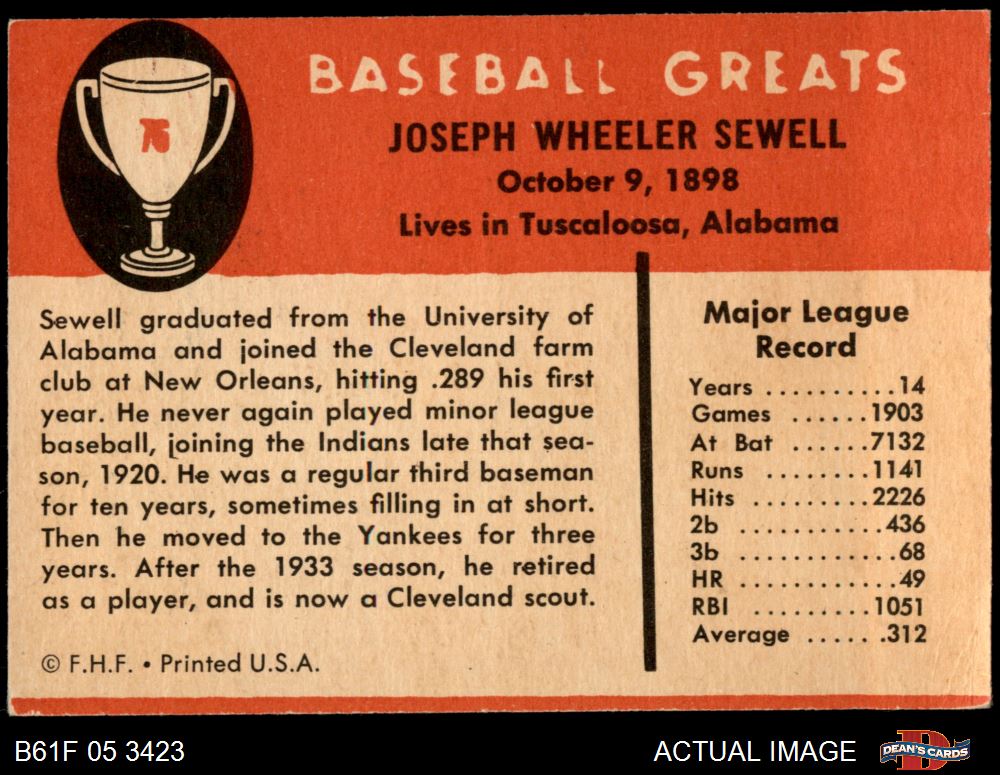 76
BASEBALL GREATS
JOSEPH WHEELER SEWELL
October 9, 1898
Lives in Tuscaloosa, Alabama
Sewell graduated from the University of
Alabama and joined the Cleveland farm
club at New Orleans, hitting .289 his first
year. He never again played minor league
baseball, joining the Indians late that sea-
son, 1920. He was a regular third baseman
for ten years, sometimes filling in at short.
Then he moved to the Yankees for three
years. After the 1933 season, he retired
as a player, and is now a Cleveland scout.
© F.H.F. • Printed U.S.A.
Major League
Record
Years ..........14
Games ......1903
At Bat ......7132
Runs ........1141
Hits .........2226
2b ...........436
3b ............68
HR ............49
RBI .........1051
Average ......312
B61F 05 3423
ACTUAL IMAGE
D
DEAN'S CARDS